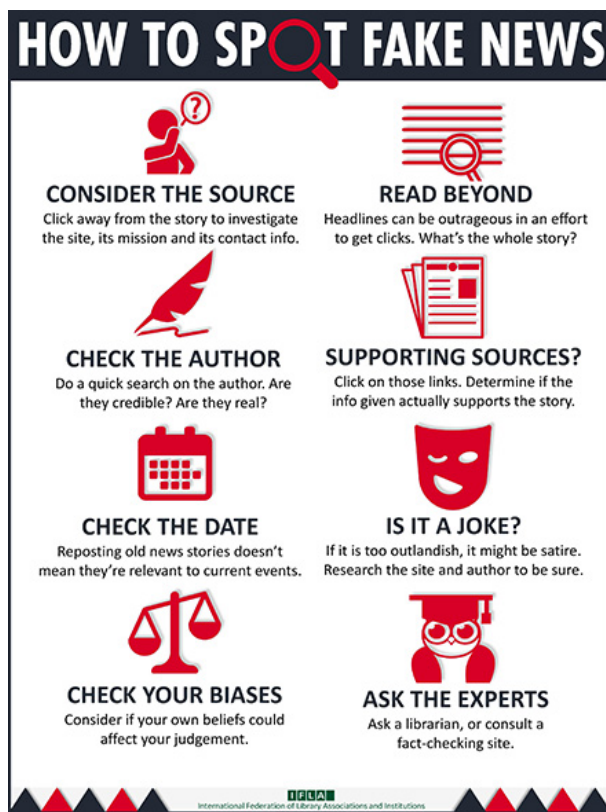 HOW TO SPOT FAKE NEWS
?
CONSIDER THE SOURCE
Click away from the story to investigate
the site, its mission and its contact info.
READ BEYOND
Headlines can be outrageous in an effort
to get clicks. What's the whole story?
CHECK THE AUTHOR
Do a quick search on the author. Are
they credible? Are they real?
SUPPORTING SOURCES?
Click on those links. Determine if the
info given actually supports the story.
CHECK THE DATE
Reposting old news stories doesn't
mean they're relevant to current events.
IS IT A JOKE?
If it is too outlandish, it might be satire.
Research the site and author to be sure.
CHECK YOUR BIASES
Consider if your own beliefs could
affect your judgement.
ASK THE EXPERTS
Ask a librarian, or consult a
fact-checking site.
IFLA
International Federation of Library Associations and Institutions